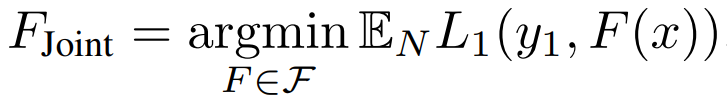 F_Joint = argmin_{F∈ℱ} 𝔼_N L_1(y_1, F(x))